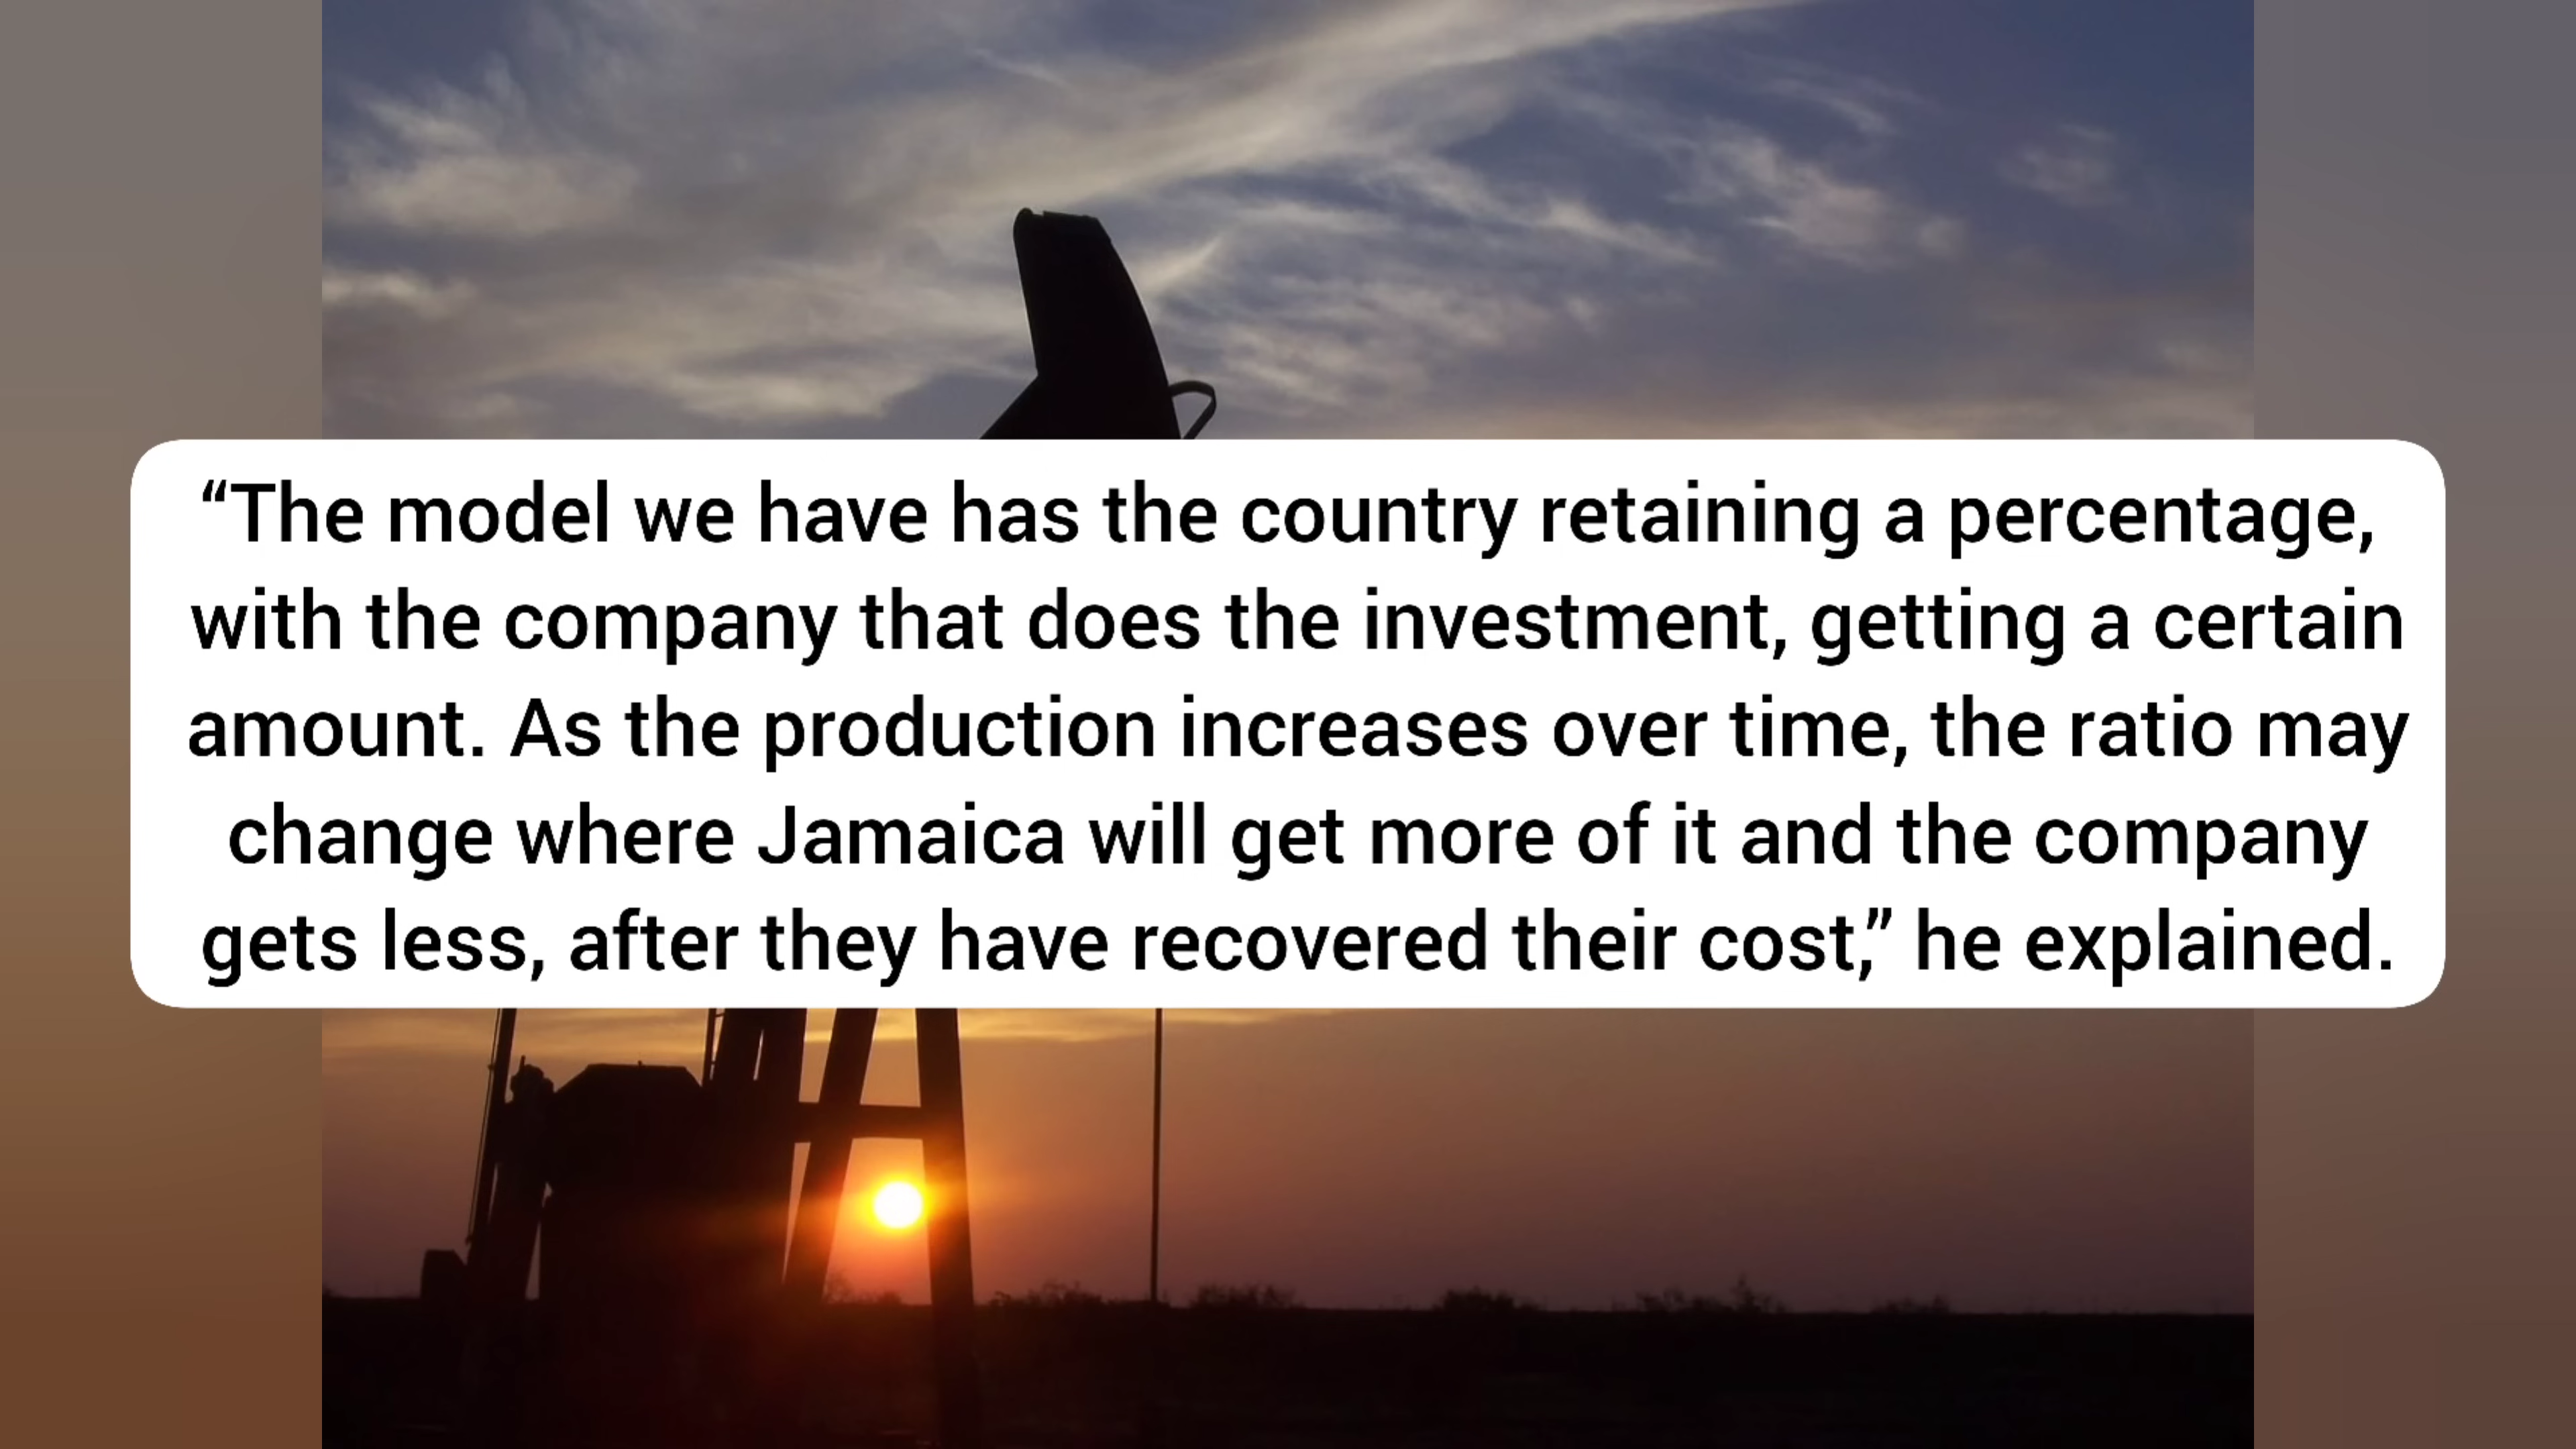 “The model we have has the country retaining a percentage,
with the company that does the investment, getting a certain
amount. As the production increases over time, the ratio may
change where Jamaica will get more of it and the company
gets less, after they have recovered their cost,” he explained.